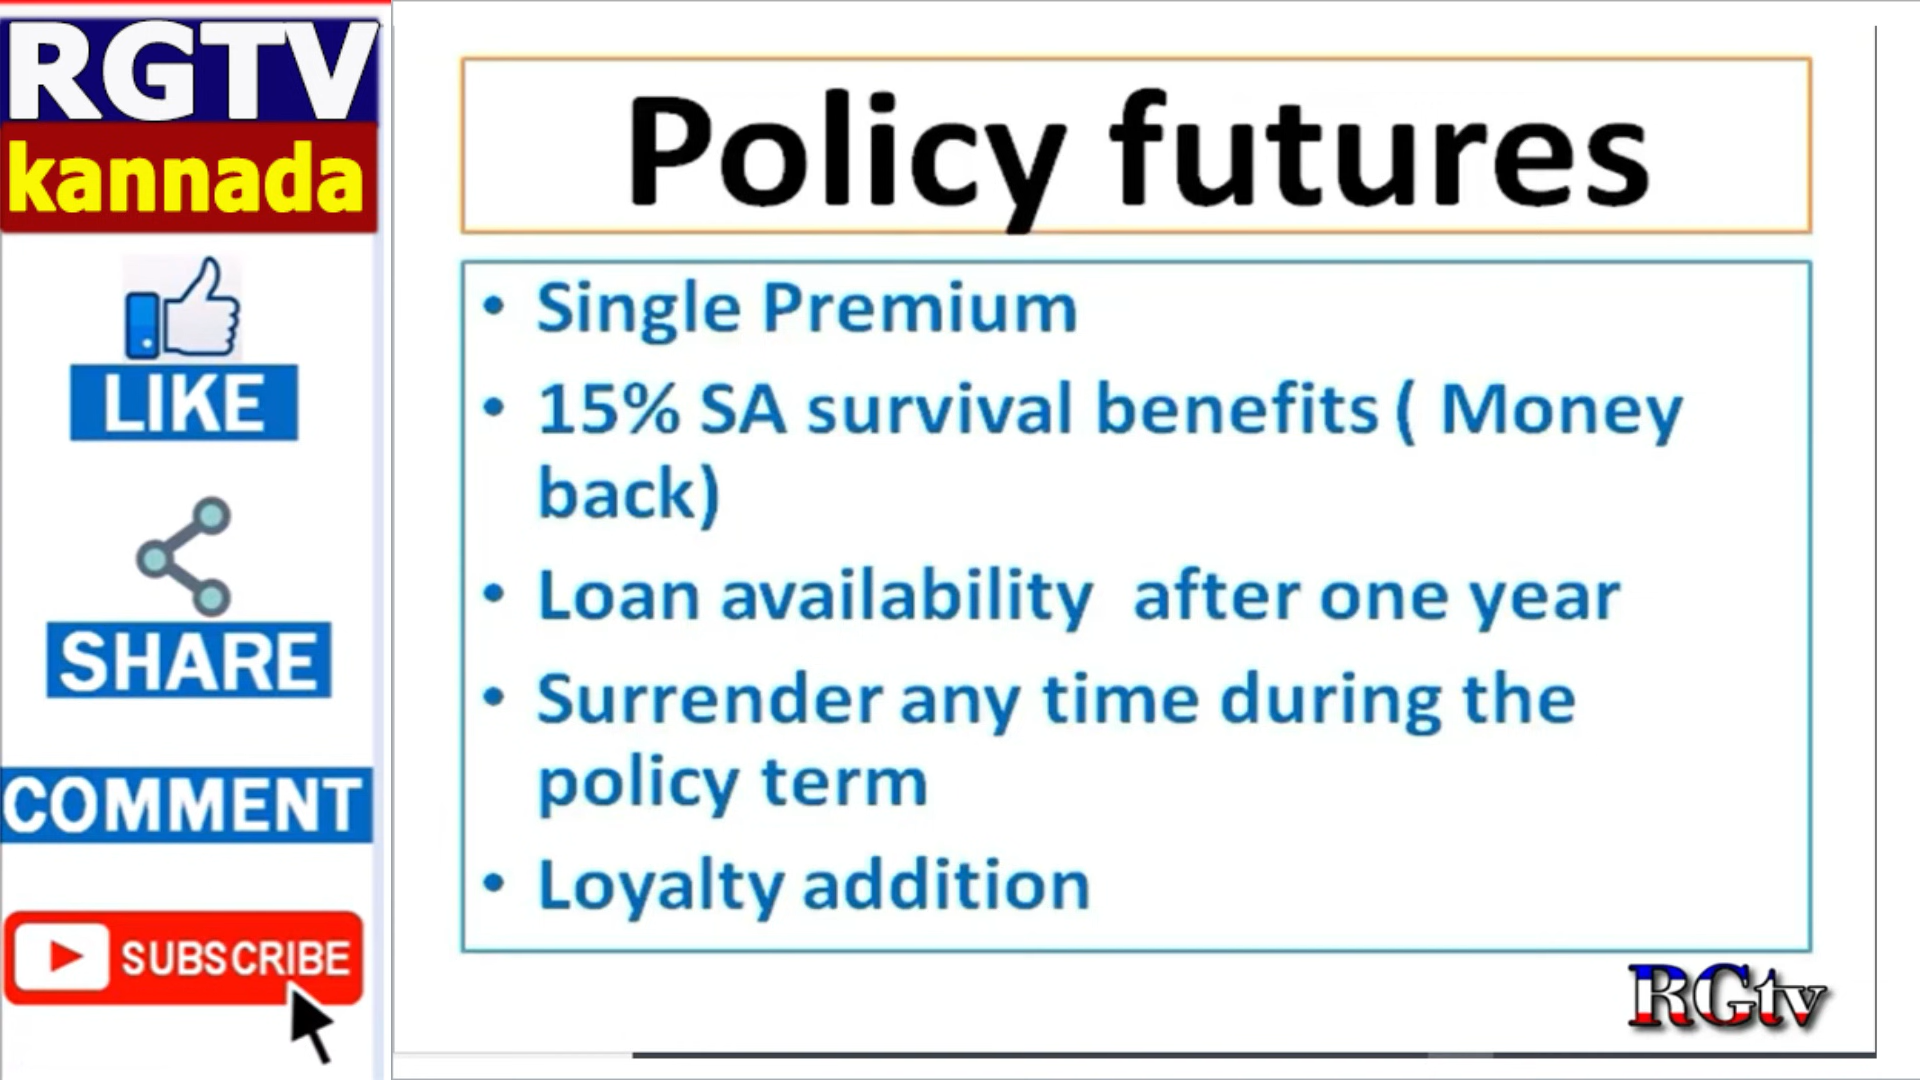 RGTV
kannada
LIKE
SHARE
COMMENT
SUBSCRIBE
Policy futures
• Single Premium
• 15% SA survival benefits ( Money
back)
• Loan availability after one year
• Surrender any time during the
policy term
• Loyalty addition
RGtv